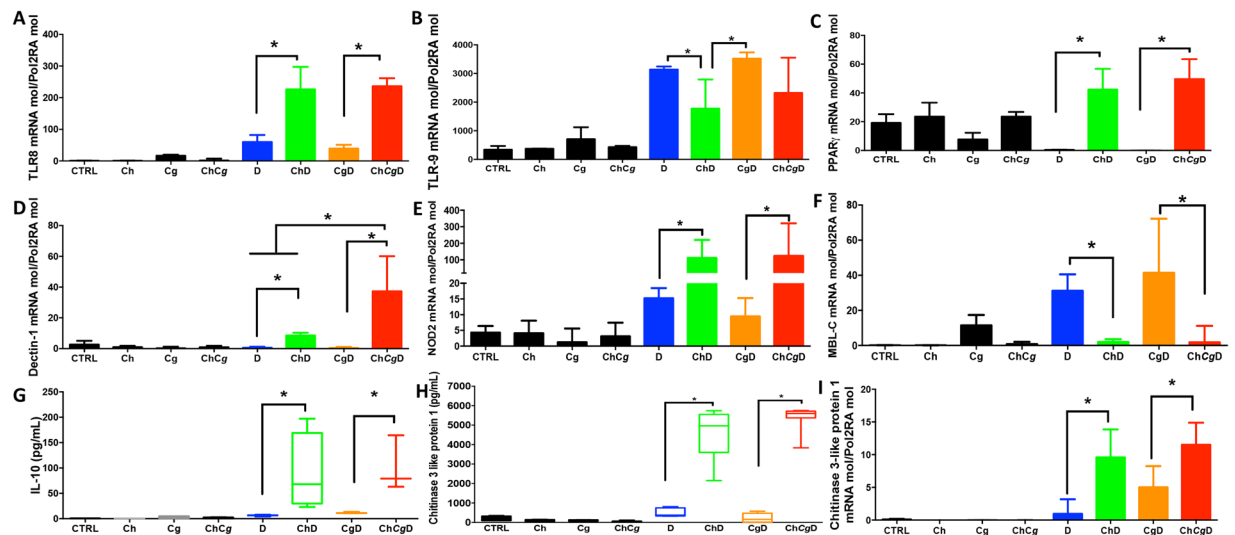 A
TLR8 mRNA mol/Pol2RA mol
400
300
200
100
0
* *
CTRL Ch Cg ChCg D ChD CgD ChCgD
B
TLR-9 mRNA mol/Pol2RA mol
4000
3000
2000
1000
0
* *
CTRL Ch Cg ChCg D ChD CgD ChCgD
C
PPARγ mRNA mol/Pol2RA mol
80
60
40
20
0
* *
CTRL Ch Cg ChCg D ChD CgD ChCgD
D
Dectin-1 mRNA mol/Pol2RA mol
80
60
40
20
0
*
* *
CTRL Ch Cg ChCg D ChD CgD ChCgD
E
NOD2 mRNA mol/Pol2RA mol
400
300
200
100
20
15
10
5
0
* *
CTRL Ch Cg ChCg D ChD CgD ChCgD
F
MBL-C mRNA mol/Pol2RA mol
80
60
40
20
0
* *
CTRL Ch Cg ChCg D ChD CgD ChCgD
G
IL-10 (pg/mL)
250
200
150
100
50
0
* *
CTRL Ch Cg ChCg D ChD CgD ChCgD
H
Chitinase 3 like protein 1 (pg/mL)
7000
6000
5000
4000
3000
2000
1000
0
* *
CTRL Ch Cg ChCg D ChD CgD ChCgD
I
Chitinase 3-like protein 1
mRNA mol/Pol2RA mol
20
15
10
5
0
* *
CTRL Ch Cg ChCg D ChD CgD ChCgD